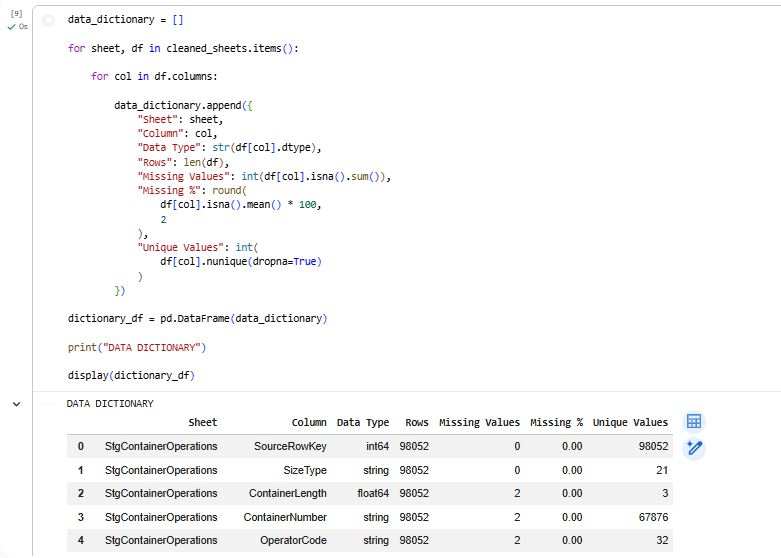 [9]
0s
data_dictionary = []
for sheet, df in cleaned_sheets.items():
for col in df.columns:
data_dictionary.append({
"Sheet": sheet,
"Column": col,
"Data Type": str(df[col].dtype),
"Rows": len(df),
"Missing Values": int(df[col].isna().sum()),
"Missing %": round(
df[col].isna().mean() * 100,
2
),
"Unique Values": int(
df[col].nunique(dropna=True)
)
})
dictionary_df = pd.DataFrame(data_dictionary)
print("DATA DICTIONARY")
display(dictionary_df)
DATA DICTIONARY
Sheet Column Data Type Rows Missing Values Missing % Unique Values
0 StgContainerOperations SourceRowKey int64 98052 0 0.00 98052
1 StgContainerOperations SizeType string 98052 0 0.00 21
2 StgContainerOperations ContainerLength float64 98052 2 0.00 3
3 StgContainerOperations ContainerNumber string 98052 2 0.00 67876
4 StgContainerOperations OperatorCode string 98052 2 0.00 32